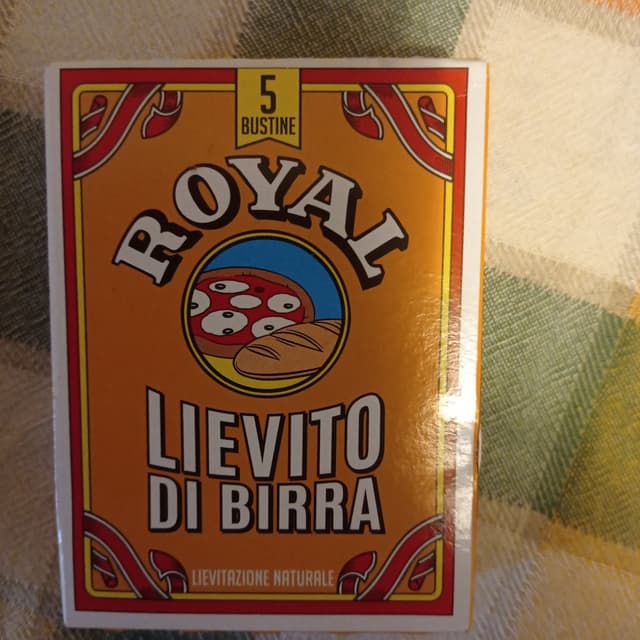 5
BUSTINE
ROYAL
LIEVITO
DI BIRRA
LIEVITAZIONE NATURALE